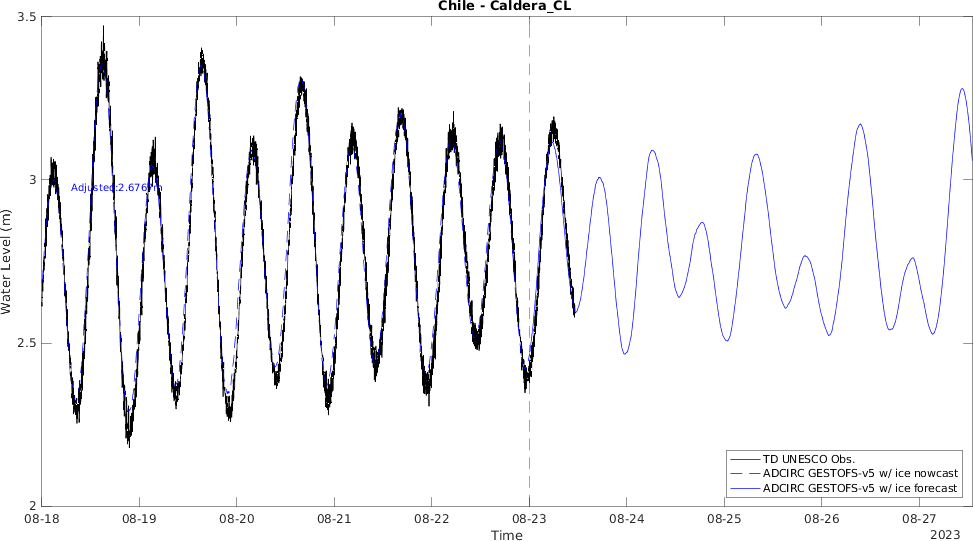 Chile - Caldera_CL
3.5
3
2.5
2
Water Level (m)
Adjusted:2.6767m
08-18 08-19 08-20 08-21 08-22 08-23 08-24 08-25 08-26 08-27
Time
2023
TD UNESCO Obs.
ADCIRC GESTOFS-v5 w/ ice nowcast
ADCIRC GESTOFS-v5 w/ ice forecast